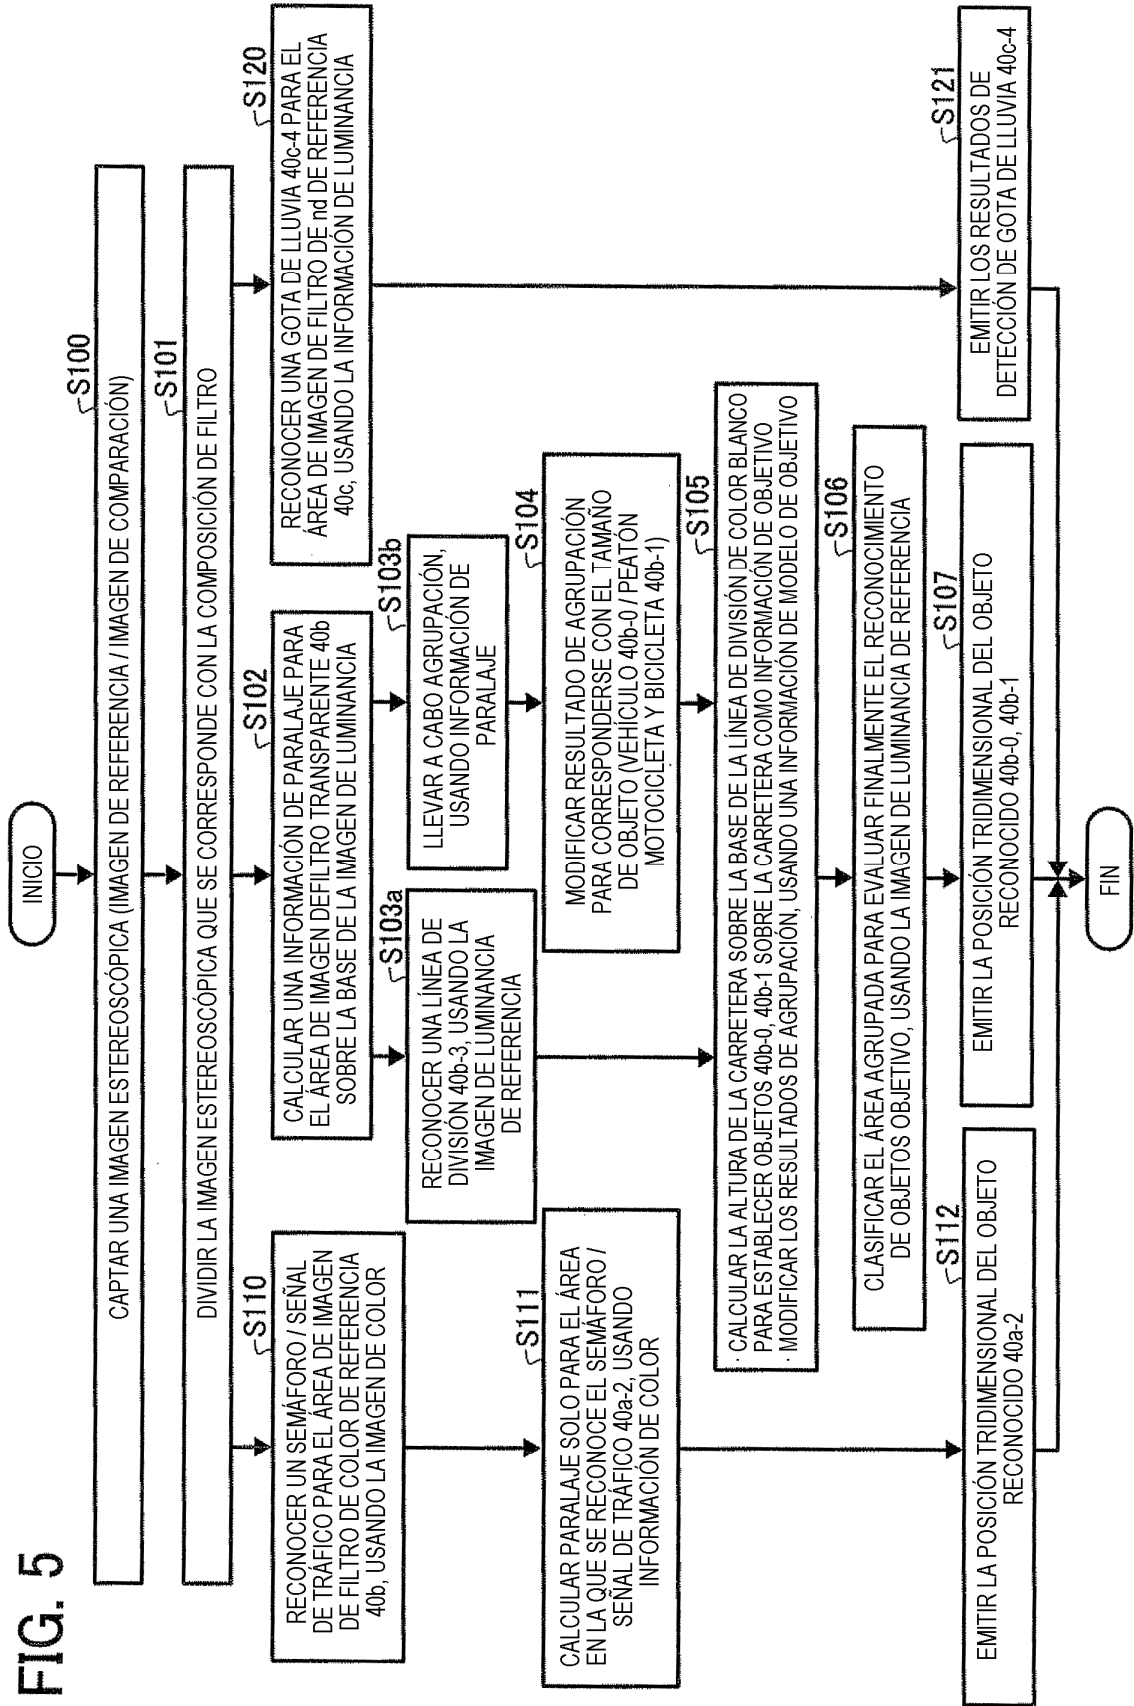 FIG. 5
INICIO
S100
CAPTAR UNA IMAGEN ESTEREOSCÓPICA (IMAGEN DE REFERENCIA / IMAGEN DE COMPARACIÓN)
S101
DIVIDIR LA IMAGEN ESTEREOSCÓPICA QUE SE CORRESPONDE CON LA COMPOSICIÓN DE FILTRO
S110
RECONOCER UN SEMÁFORO / SEÑAL
DE TRÁFICO PARA EL ÁREA DE IMAGEN
DE FILTRO DE COLOR DE REFERENCIA
40b, USANDO LA IMAGEN DE COLOR
S102
CALCULAR UNA INFORMACIÓN DE PARALAJE PARA
EL ÁREA DE IMAGEN DEFILTRO TRANSPARENTE 40b
SOBRE LA BASE DE LA IMAGEN DE LUMINANCIA
S120
RECONOCER UNA GOTA DE LLUVIA 40c-4 PARA EL
ÁREA DE IMAGEN DE FILTRO DE nd DE REFERENCIA
40c, USANDO LA INFORMACIÓN DE LUMINANCIA
S103a
RECONOCER UNA LÍNEA DE
DIVISIÓN 40b-3, USANDO LA
IMAGEN DE LUMINANCIA
DE REFERENCIA
S103b
LLEVAR A CABO AGRUPACIÓN,
USANDO INFORMACIÓN DE
PARALAJE
S111
CALCULAR PARALAJE SOLO PARA EL ÁREA
EN LA QUE SE RECONOCE EL SEMÁFORO /
SEÑAL DE TRÁFICO 40a-2, USANDO
INFORMACIÓN DE COLOR
S104
MODIFICAR RESULTADO DE AGRUPACIÓN
PARA CORRESPONDERSE CON EL TAMAÑO
DE OBJETO (VEHÍCULO 40b-0 / PEATÓN
MOTOCICLETA Y BICICLETA 40b-1)
S105
· CALCULAR LA ALTURA DE LA CARRETERA SOBRE LA BASE DE LA LÍNEA DE DIVISIÓN DE COLOR BLANCO
PARA ESTABLECER OBJETOS 40b-0, 40b-1 SOBRE LA CARRETERA COMO INFORMACIÓN DE OBJETIVO
· MODIFICAR LOS RESULTADOS DE AGRUPACIÓN, USANDO UNA INFORMACIÓN DE MODELO DE OBJETIVO
S106
CLASIFICAR EL ÁREA AGRUPADA PARA EVALUAR FINALMENTE EL RECONOCIMIENTO
DE OBJETOS OBJETIVO, USANDO LA IMAGEN DE LUMINANCIA DE REFERENCIA
S112
EMITIR LA POSICIÓN TRIDIMENSIONAL DEL OBJETO
RECONOCIDO 40a-2
S107
EMITIR LA POSICIÓN TRIDIMENSIONAL DEL OBJETO
RECONOCIDO 40b-0, 40b-1
S121
EMITIR LOS RESULTADOS DE
DETECCIÓN DE GOTA DE LLUVIA 40c-4
FIN